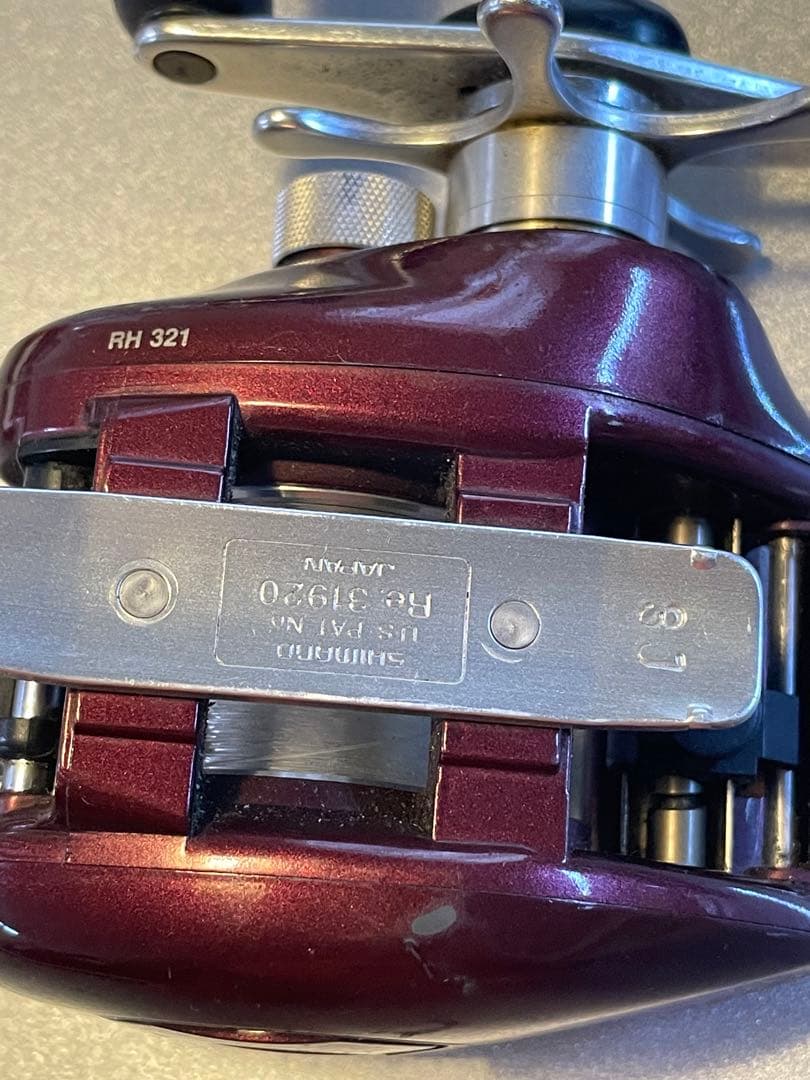 RH 321
SHIMANO
U.S. PAT. No.
Re. 31920
JAPAN